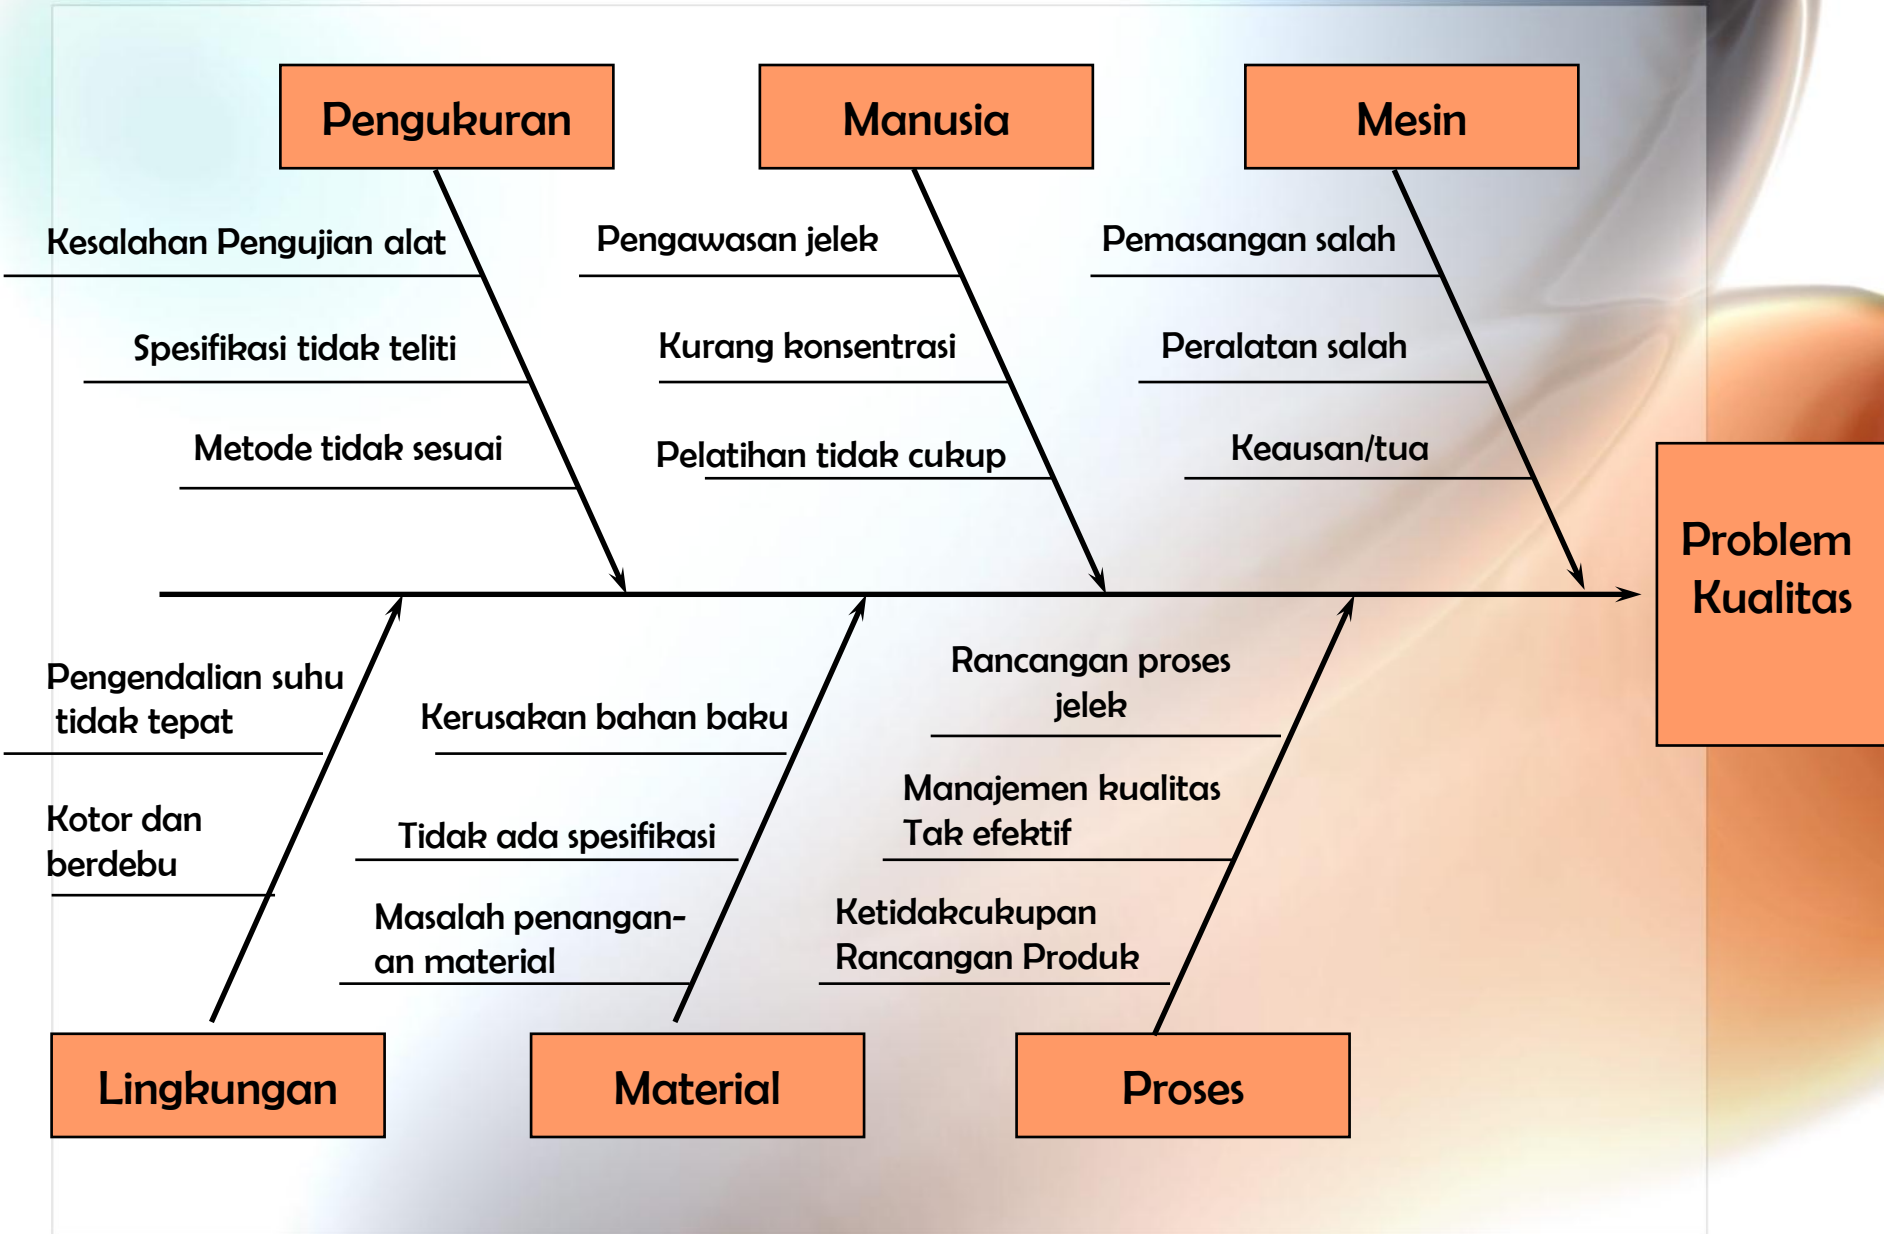 Pengukuran
Manusia
Mesin
Kesalahan Pengujian alat
Pengawasan jelek
Pemasangan salah
Spesifikasi tidak teliti
Kurang konsentrasi
Peralatan salah
Metode tidak sesuai
Pelatihan tidak cukup
Keausan/tua
Problem
Kualitas
Pengendalian suhu
tidak tepat
Kerusakan bahan baku
Rancangan proses
jelek
Kotor dan
berdebu
Tidak ada spesifikasi
Manajemen kualitas
Tak efektif
Masalah penangan-
an material
Ketidakcukupan
Rancangan Produk
Lingkungan
Material
Proses